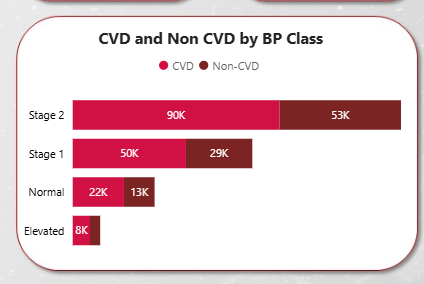 CVD and Non CVD by BP Class
CVD Non-CVD
Stage 2 90K 53K
Stage 1 50K 29K
Normal 22K 13K
Elevated 8K